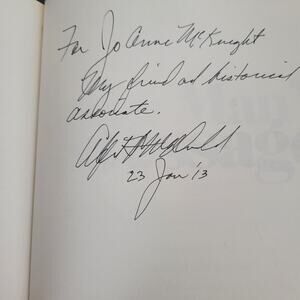 For JoAnne McKnight
My friend and historical
associate.
23 Jan '13